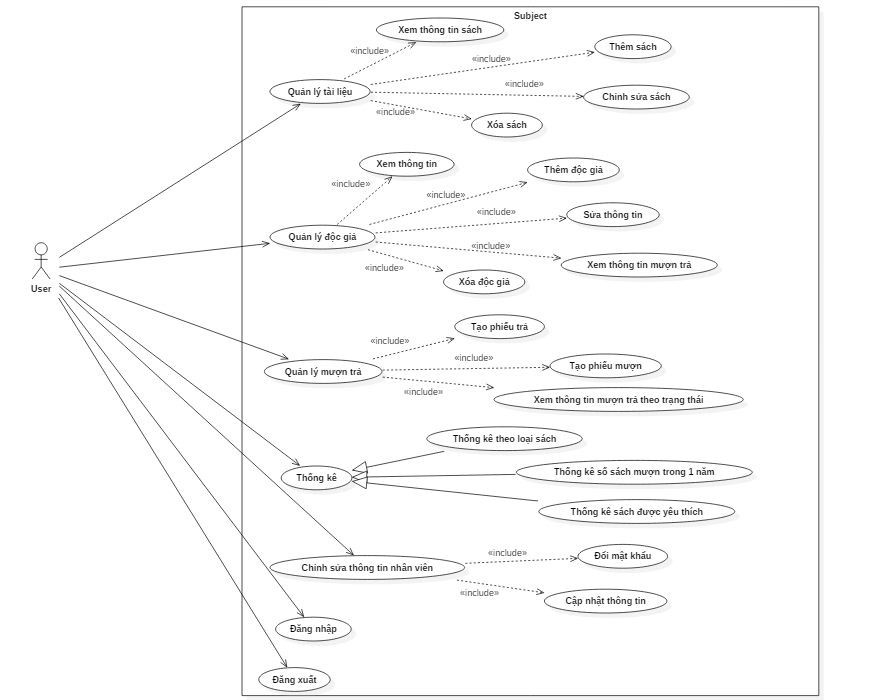 Subject
Xem thông tin sách
«include»
Thêm sách
«include»
Quản lý tài liệu
«include»
Chỉnh sửa sách
«include»
Xóa sách
Xem thông tin
Thêm độc giả
«include»
«include»
Sửa thông tin
«include»
Quản lý độc giả
«include»
Xem thông tin mượn trả
«include»
Xóa độc giả
User
Tạo phiếu trả
«include»
«include»
Tạo phiếu mượn
Quản lý mượn trả
«include»
Xem thông tin mượn trả theo trạng thái
Thống kê theo loại sách
Thống kê
Thống kê số sách mượn trong 1 năm
Thống kê sách được yêu thích
«include»
Đổi mật khẩu
Chỉnh sửa thông tin nhân viên
«include»
Cập nhật thông tin
Đăng nhập
Đăng xuất